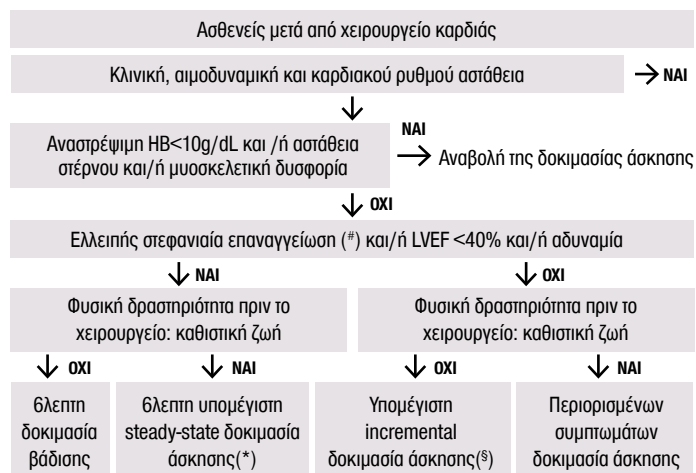 Ασθενείς μετά από χειρουργείο καρδιάς
Κλινική, αιμοδυναμική και καρδιακού ρυθμού αστάθεια
ΝΑΙ
Αναστρέψιμη HB<10g/dL και /ή αστάθεια
στέρνου και/ή μυοσκελετική δυσφορία
ΝΑΙ
Αναβολή της δοκιμασίας άσκησης
ΟΧΙ
Ελλειπής στεφανιαία επαναγγείωση (#) και/ή LVEF <40% και/ή αδυναμία
ΝΑΙ
ΟΧΙ
Φυσική δραστηριότητα πριν το
χειρουργείο: καθιστική ζωή
Φυσική δραστηριότητα πριν το
χειρουργείο: καθιστική ζωή
ΟΧΙ
ΝΑΙ
ΟΧΙ
ΝΑΙ
6λεπτη
δοκιμασία
βάδισης
6λεπτη υπομέγιστη
steady-state δοκιμασία
άσκησης(*)
Υπομέγιστη
incremental
δοκιμασία άσκησης(§)
Περιορισμένων
συμπτωμάτων
δοκιμασία άσκησης